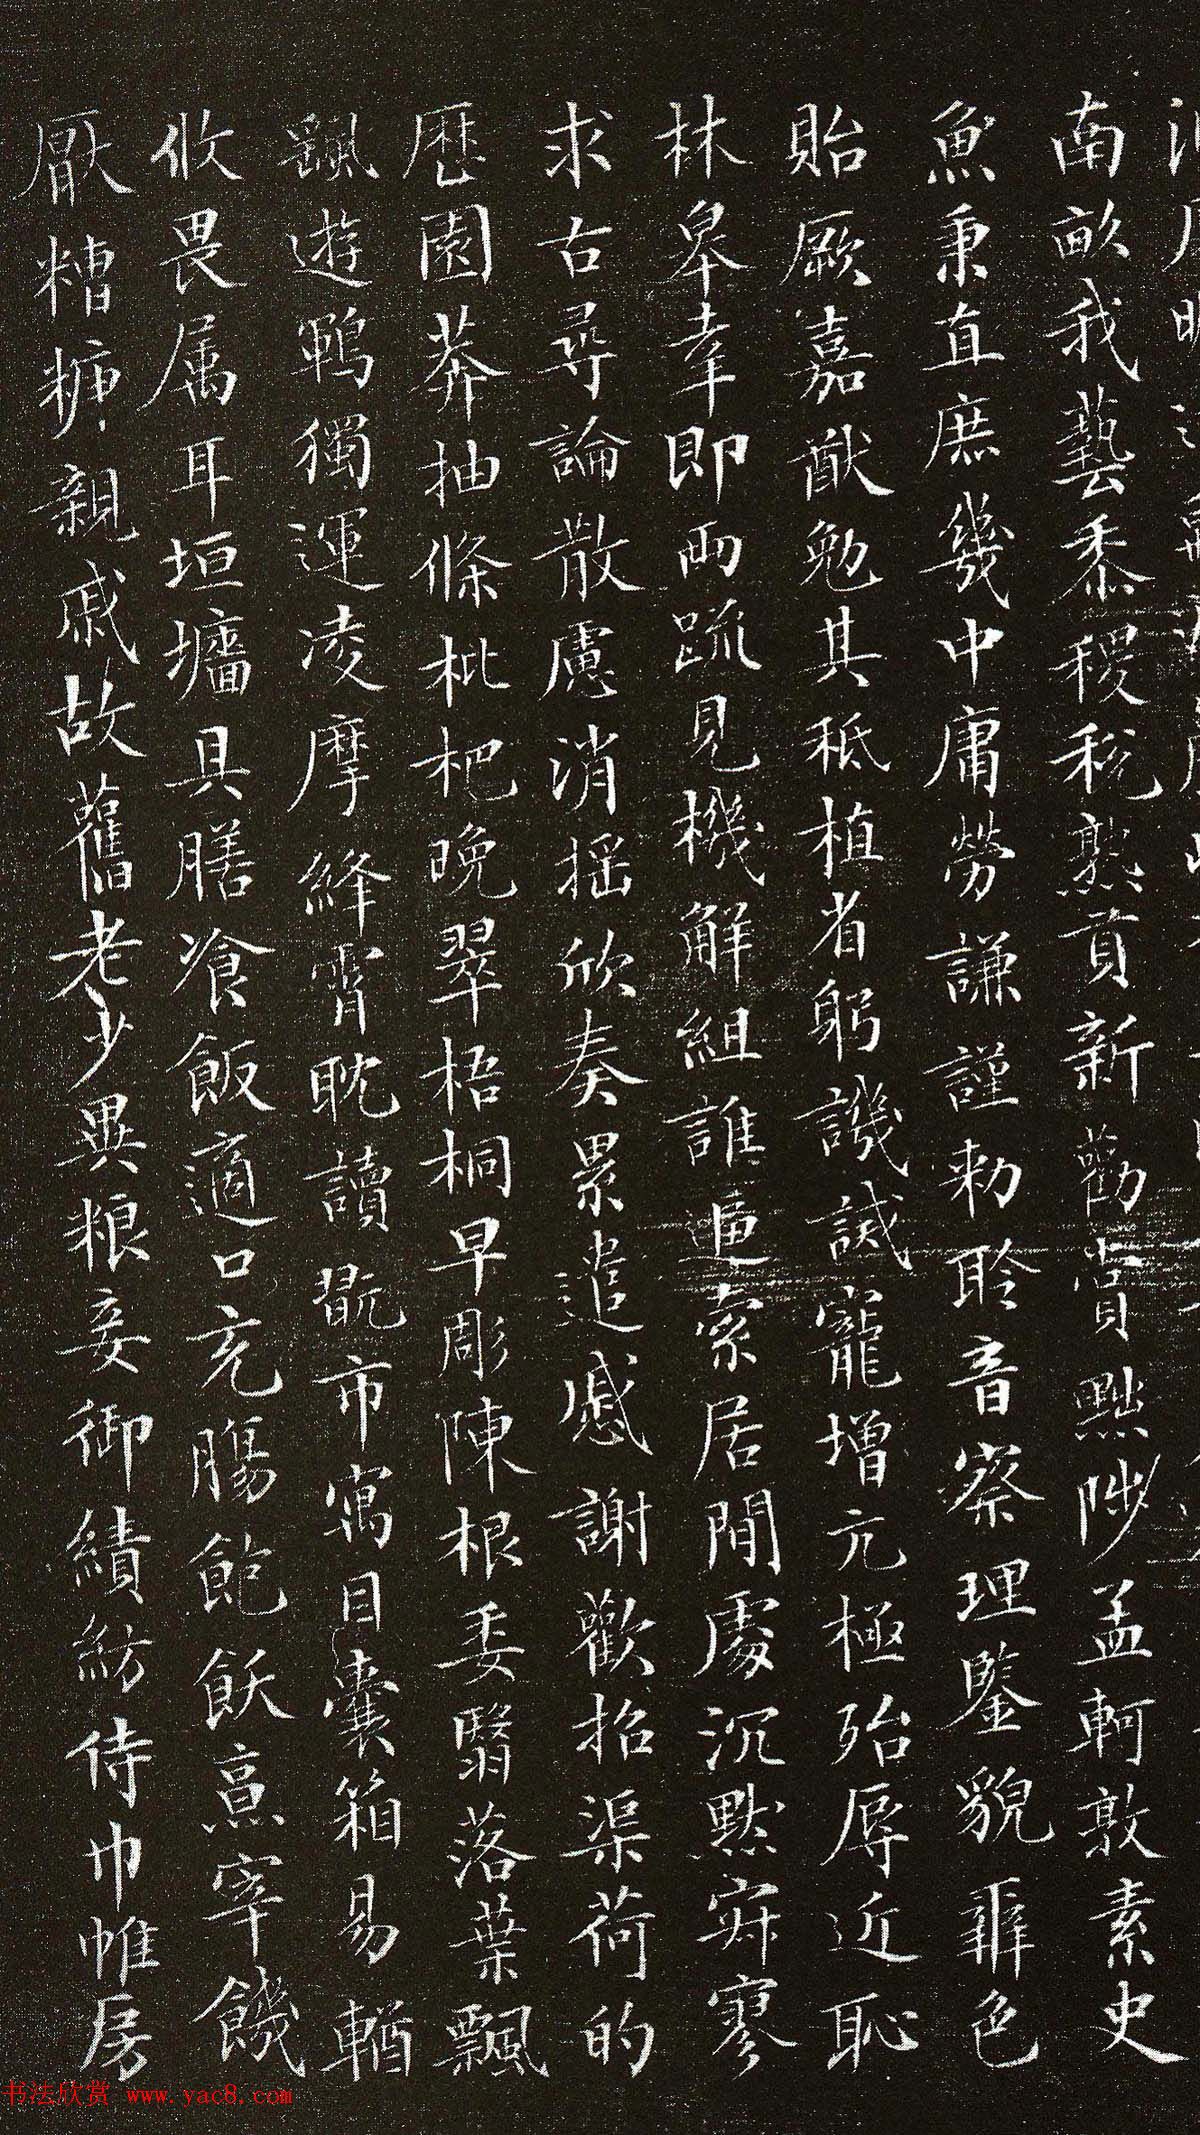 南畝我藝黍稷稅熟貢新勸賞黜陟孟軻敦素史
魚秉直庶幾中庸勞謙謹勅聆音察理鑒貌辨色
貽厥嘉猷勉其祗植省躬譏誡寵增亢極殆辱近恥
林皋幸即兩疏見機解組誰逼索居閒處沉默寂寥
求古尋論散慮消搖欣奏累遣慼謝歡招渠荷的
歷園莽抽條枇杷晚翠梧桐早彫陳根委翳落葉飄
颻遊鵾獨運凌摩絳霄耽讀翫市寓目囊箱易輶
攸畏属耳垣墻具膳飡飯適口充腸飽飫烹宰饑
厭糟糠親戚故舊老少異粮妾御績紡侍巾帷房
书法欣赏 www.yac8.com